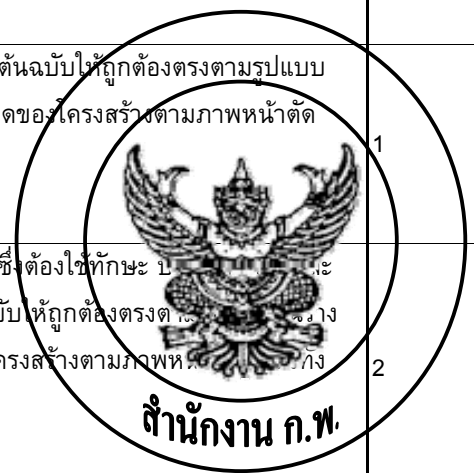 ต้นฉบับให้ถูกต้องตรงตามรูปแบบ
ดของโครงสร้างตามภาพหน้าตัด
1
ซึ่งต้องใช้ทักษะ
บับให้ถูกต้องตรงตาม
ครงสร้างตามภาพ
2
สำนักงาน ก.พ.